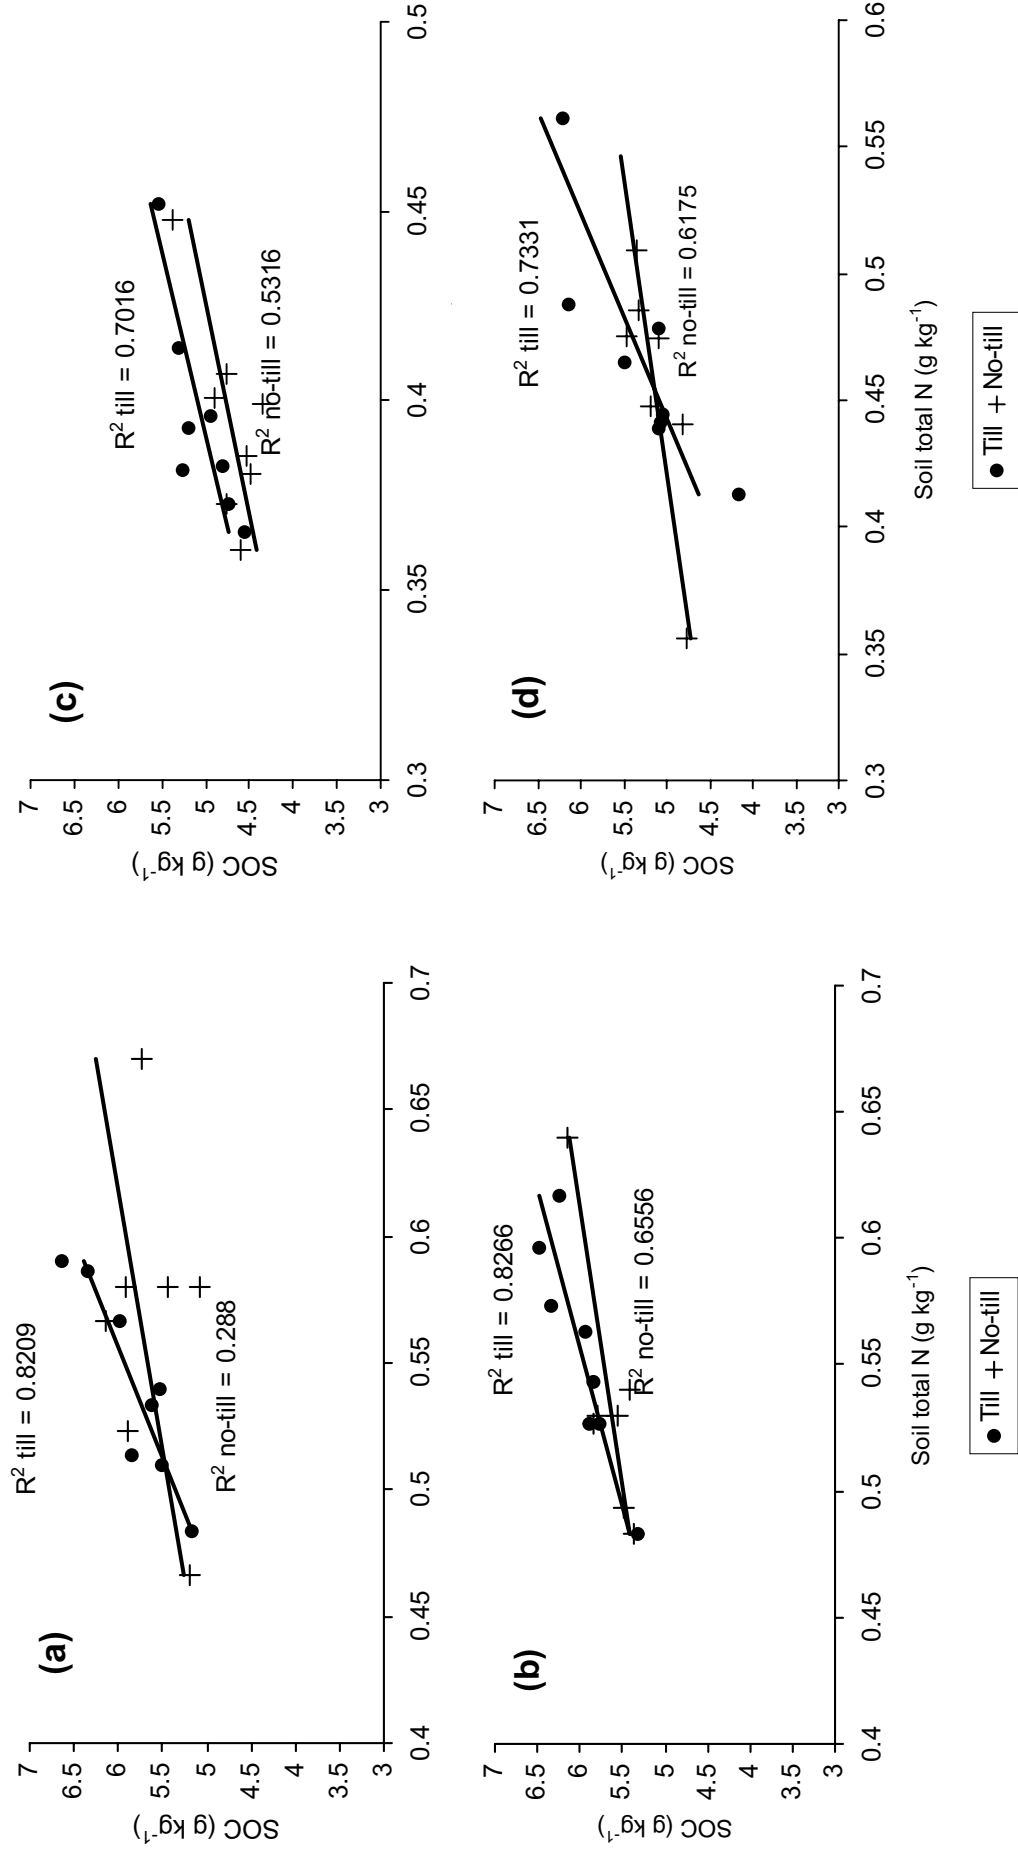 (a)
R² till = 0.8209
R² no-till = 0.288
SOC (g kg⁻¹)
7
6.5
6
5.5
5
4.5
4
3.5
3
0.4
0.45
0.5
0.55
0.6
0.65
0.7
(b)
R² till = 0.8266
R² no-till = 0.6556
SOC (g kg⁻¹)
7
6.5
6
5.5
5
4.5
4
3.5
3
0.4
0.45
0.5
0.55
0.6
0.65
0.7
Soil total N (g kg⁻¹)
Till
No-till
(c)
R² till = 0.7016
R² no-till = 0.5316
SOC (g kg⁻¹)
7
6.5
6
5.5
5
4.5
4
3.5
3
0.3
0.35
0.4
0.45
0.5
(d)
R² till = 0.7331
R² no-till = 0.6175
SOC (g kg⁻¹)
7
6.5
6
5.5
5
4.5
4
3.5
3
0.3
0.35
0.4
0.45
0.5
0.55
0.6
Soil total N (g kg⁻¹)
Till
No-till